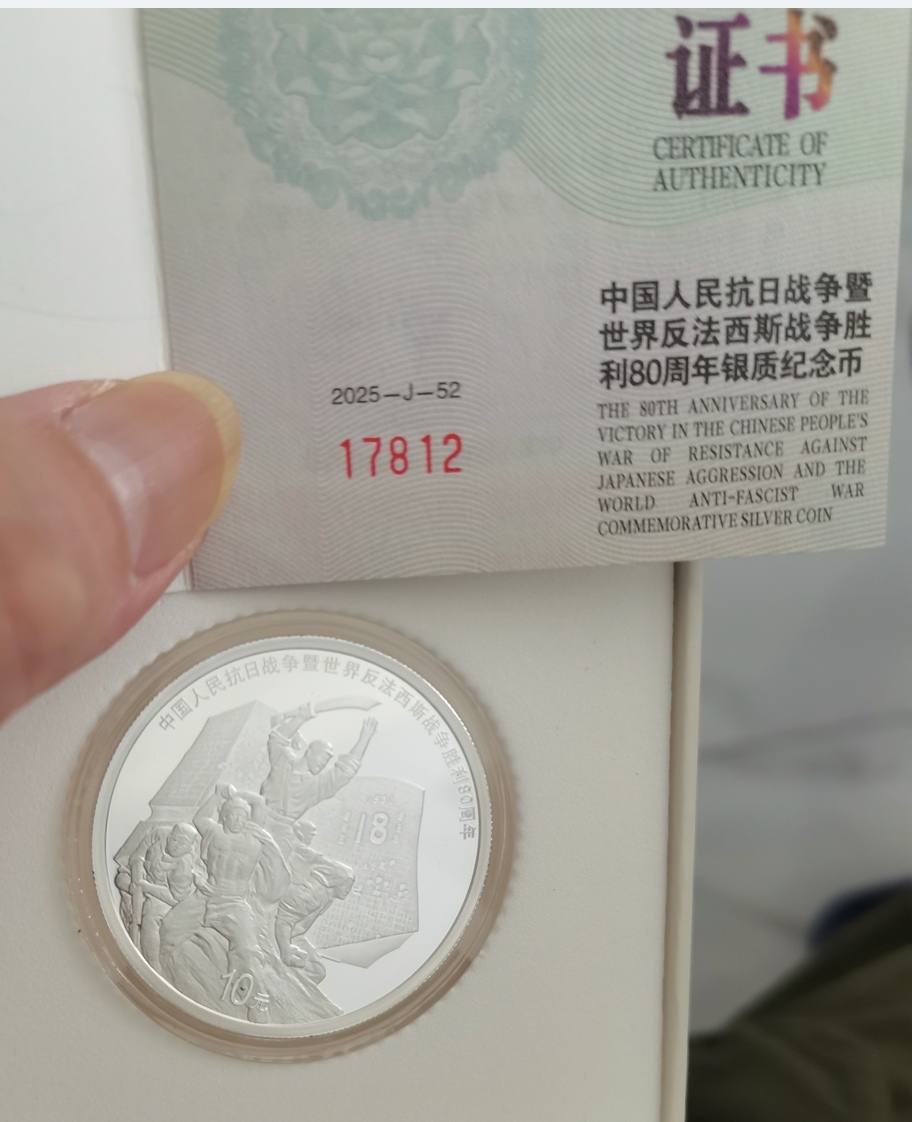 证书
CERTIFICATE OF
AUTHENTICITY
中国人民抗日战争暨
世界反法西斯战争胜
利80周年银质纪念币
THE 80TH ANNIVERSARY OF THE
VICTORY IN THE CHINESE PEOPLE'S
WAR OF RESISTANCE AGAINST
JAPANESE AGGRESSION AND THE
WORLD ANTI-FASCIST WAR
COMMEMORATIVE SILVER COIN
2025-J-52
17812
中国人民抗日战争暨世界反法西斯战争胜利80周年
18
10元